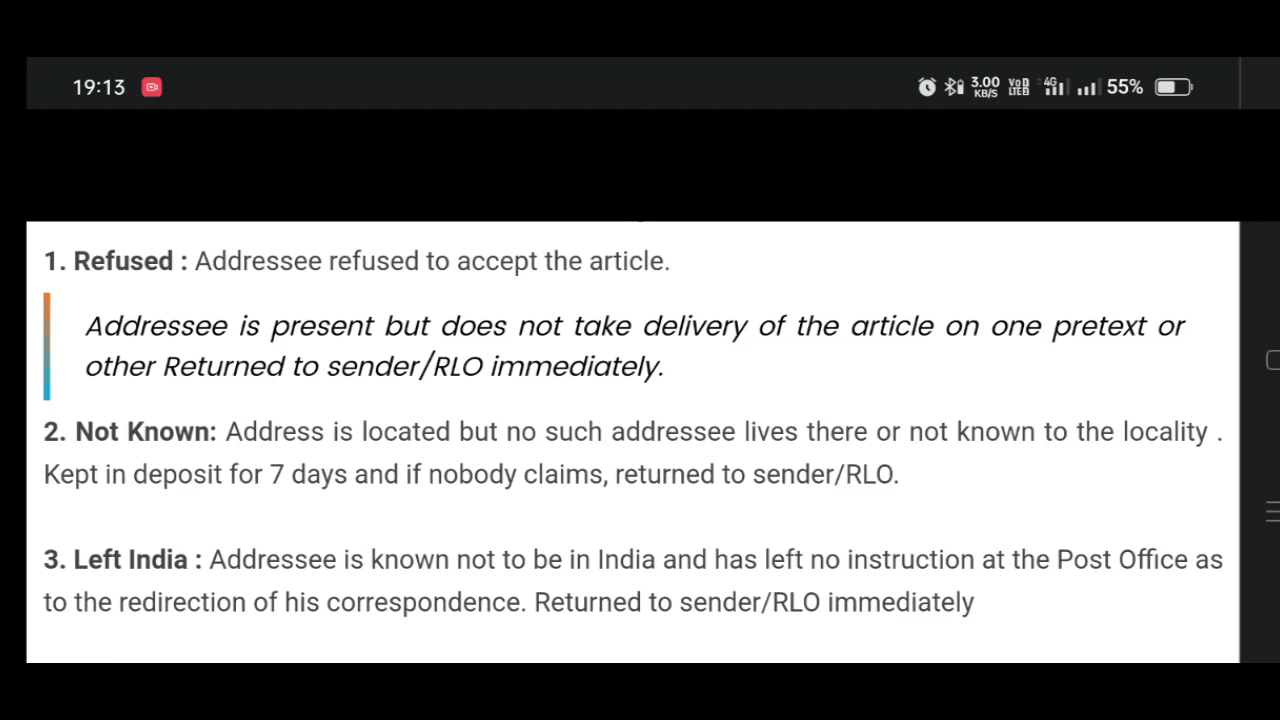 19:13
3.00 KB/S VoD LTED 4G 55%
1. Refused : Addressee refused to accept the article.
Addressee is present but does not take delivery of the article on one pretext or
other Returned to sender/RLO immediately.
2. Not Known: Address is located but no such addressee lives there or not known to the locality .
Kept in deposit for 7 days and if nobody claims, returned to sender/RLO.
3. Left India : Addressee is known not to be in India and has left no instruction at the Post Office as
to the redirection of his correspondence. Returned to sender/RLO immediately